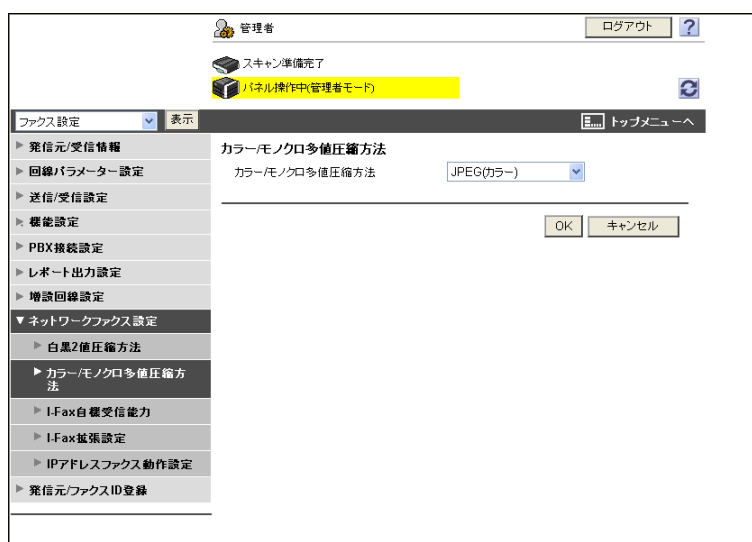 管理者
ログアウト
?
スキャン準備完了
パネル操作中(管理者モード)
ファクス設定
表示
トップメニューへ
発信元/受信情報
回線パラメーター設定
送信/受信設定
機能設定
PBX接続設定
レポート出力設定
増設回線設定
ネットワークファクス設定
白黒2値圧縮方法
カラー/モノクロ多値圧縮方
法
I-Fax自機受信能力
I-Fax拡張設定
IPアドレスファクス動作設定
発信元/ファクスID登録
カラー/モノクロ多値圧縮方法
カラー/モノクロ多値圧縮方法
JPEG(カラー)
OK
キャンセル